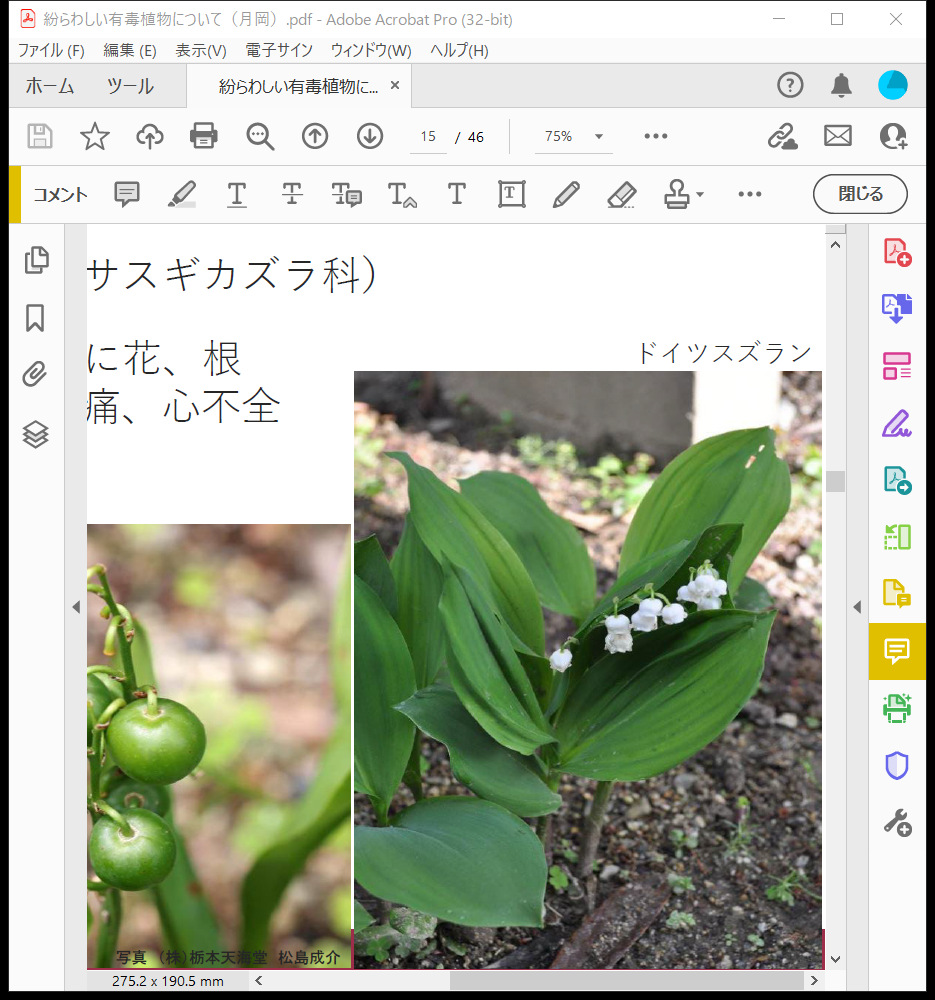 紛らわしい有毒植物について（月岡）.pdf - Adobe Acrobat Pro (32-bit)
ファイル (F) 編集 (E) 表示(V) 電子サイン ウィンドウ(W) ヘルプ(H)
ホーム ツール 紛らわしい有毒植物に...
15 / 46 75%
コメント 閉じる
サスギカズラ科）
に花、根
痛、心不全
ドイツスズラン
写真 （株）栃本天海堂 松島成介
275.2 x 190.5 mm